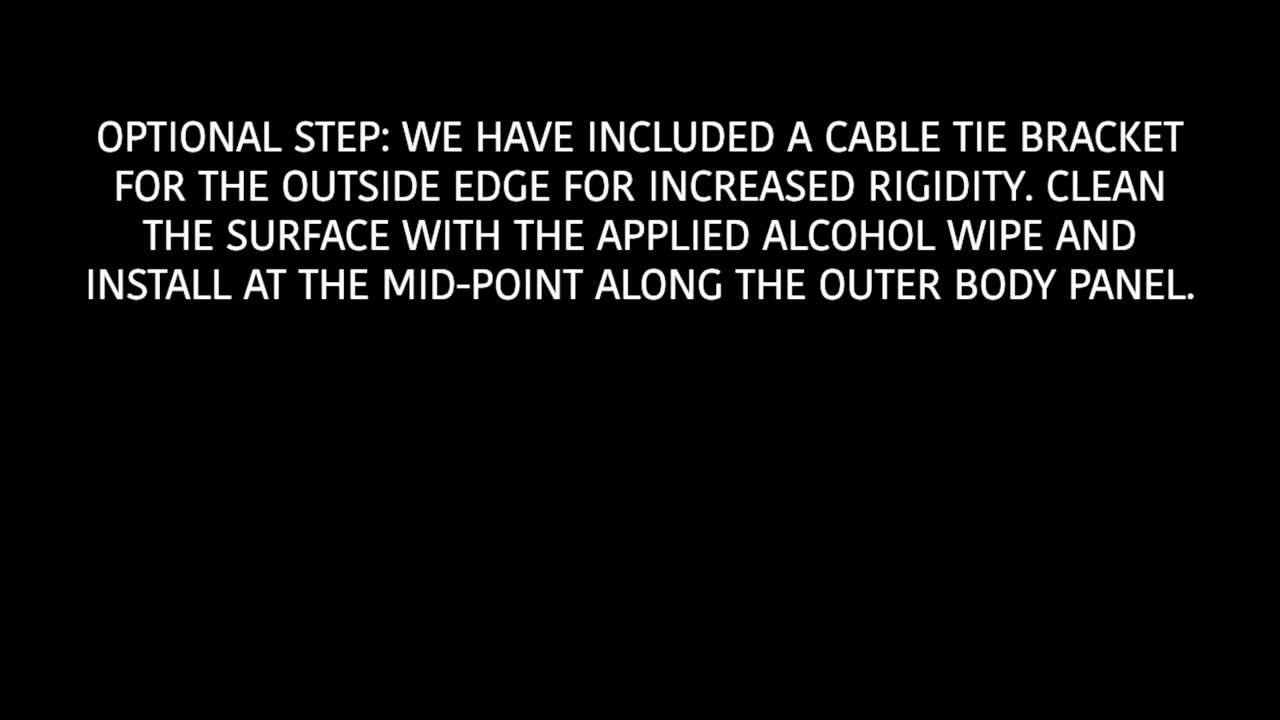 OPTIONAL STEP: WE HAVE INCLUDED A CABLE TIE BRACKET
FOR THE OUTSIDE EDGE FOR INCREASED RIGIDITY. CLEAN
THE SURFACE WITH THE APPLIED ALCOHOL WIPE AND
INSTALL AT THE MID-POINT ALONG THE OUTER BODY PANEL.